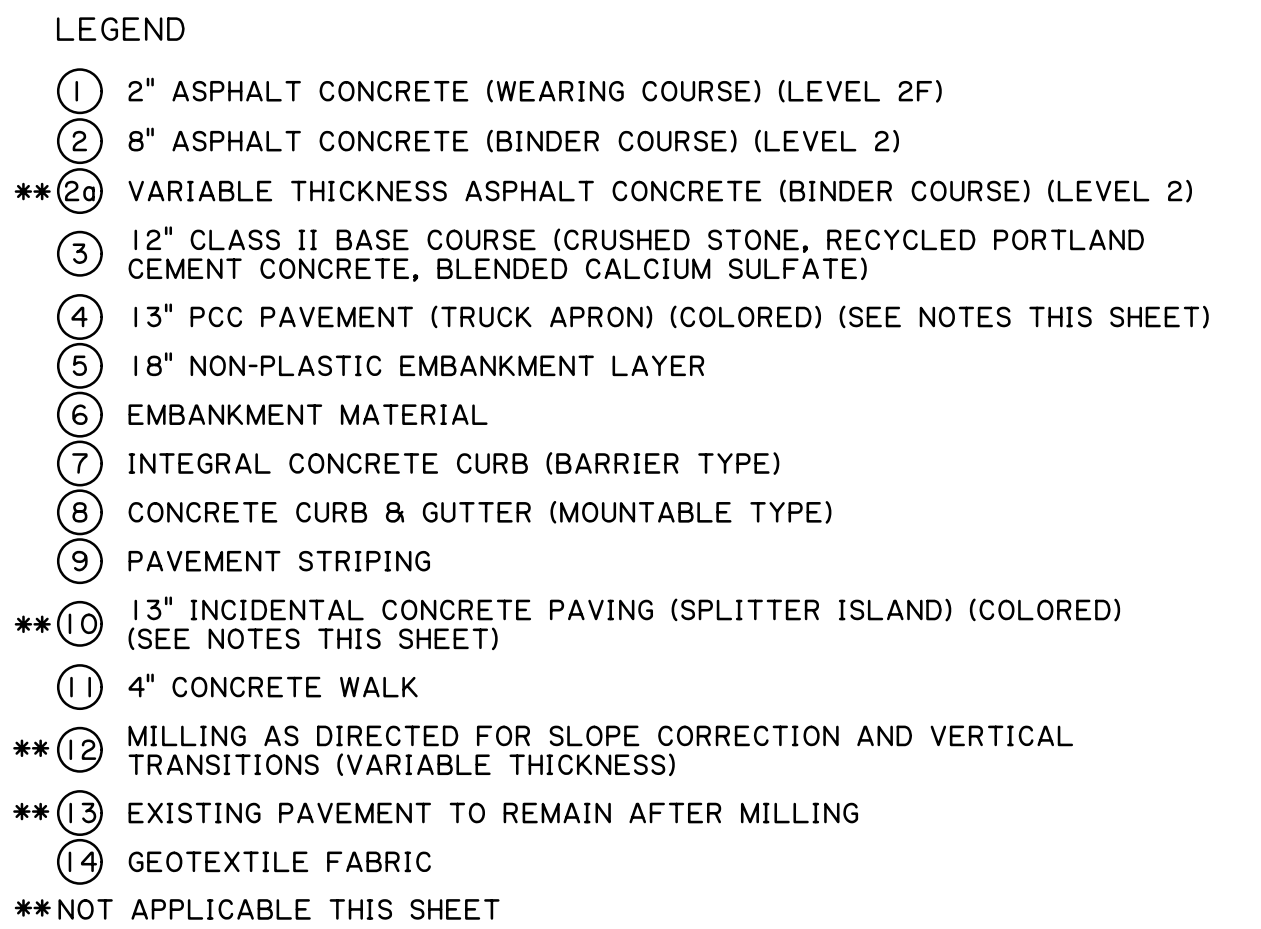 LEGEND
1 2" ASPHALT CONCRETE (WEARING COURSE) (LEVEL 2F)
2 8" ASPHALT CONCRETE (BINDER COURSE) (LEVEL 2)
**2a VARIABLE THICKNESS ASPHALT CONCRETE (BINDER COURSE) (LEVEL 2)
3 12" CLASS II BASE COURSE (CRUSHED STONE, RECYCLED PORTLAND
CEMENT CONCRETE, BLENDED CALCIUM SULFATE)
4 13" PCC PAVEMENT (TRUCK APRON) (COLORED) (SEE NOTES THIS SHEET)
5 18" NON-PLASTIC EMBANKMENT LAYER
6 EMBANKMENT MATERIAL
7 INTEGRAL CONCRETE CURB (BARRIER TYPE)
8 CONCRETE CURB & GUTTER (MOUNTABLE TYPE)
9 PAVEMENT STRIPING
**10 13" INCIDENTAL CONCRETE PAVING (SPLITTER ISLAND) (COLORED)
(SEE NOTES THIS SHEET)
11 4" CONCRETE WALK
**12 MILLING AS DIRECTED FOR SLOPE CORRECTION AND VERTICAL
TRANSITIONS (VARIABLE THICKNESS)
**13 EXISTING PAVEMENT TO REMAIN AFTER MILLING
14 GEOTEXTILE FABRIC
**NOT APPLICABLE THIS SHEET